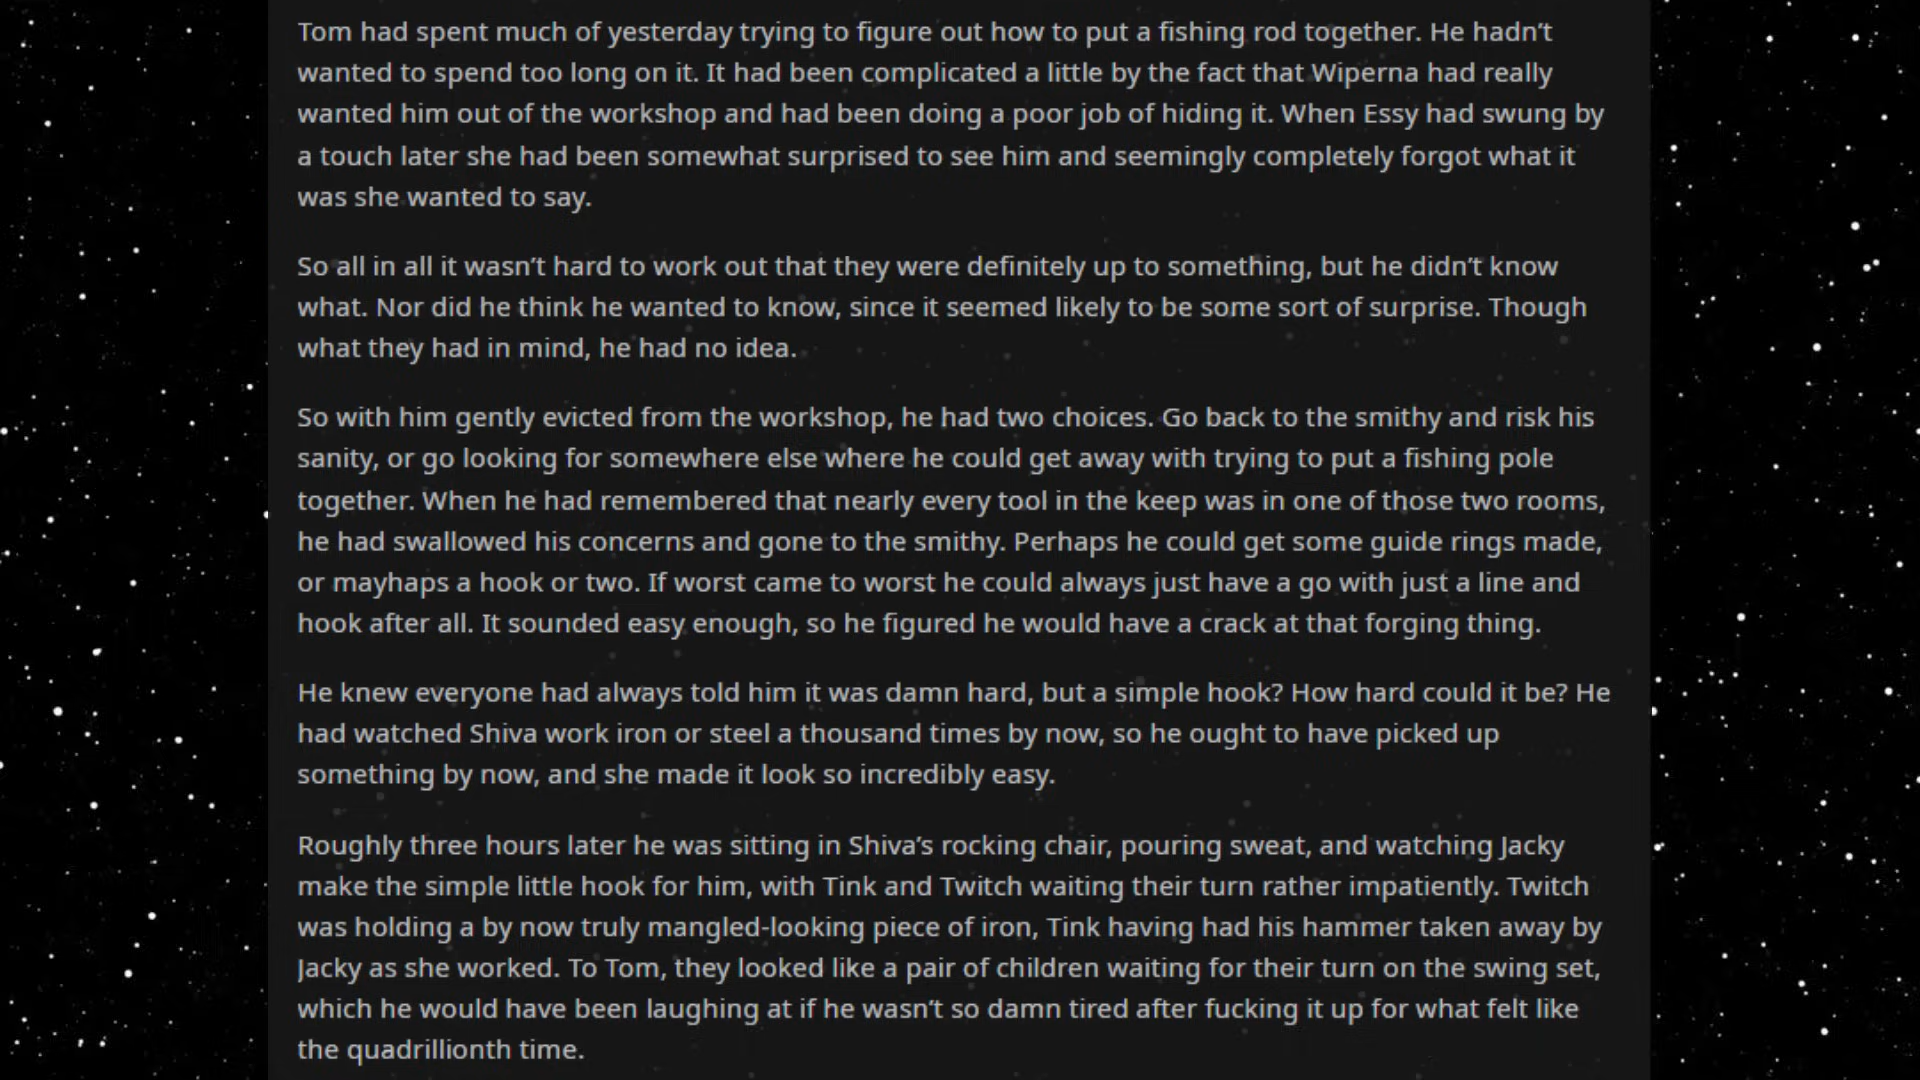 Tom had spent much of yesterday trying to figure out how to put a fishing rod together. He hadn’t
wanted to spend too long on it. It had been complicated a little by the fact that Wiperna had really
wanted him out of the workshop and had been doing a poor job of hiding it. When Essy had swung by
a touch later she had been somewhat surprised to see him and seemingly completely forgot what it
was she wanted to say.
So all in all it wasn’t hard to work out that they were definitely up to something, but he didn’t know
what. Nor did he think he wanted to know, since it seemed likely to be some sort of surprise. Though
what they had in mind, he had no idea.
So with him gently evicted from the workshop, he had two choices. Go back to the smithy and risk his
sanity, or go looking for somewhere else where he could get away with trying to put a fishing pole
together. When he had remembered that nearly every tool in the keep was in one of those two rooms,
he had swallowed his concerns and gone to the smithy. Perhaps he could get some guide rings made,
or mayhaps a hook or two. If worst came to worst he could always just have a go with just a line and
hook after all. It sounded easy enough, so he figured he would have a crack at that forging thing.
He knew everyone had always told him it was damn hard, but a simple hook? How hard could it be? He
had watched Shiva work iron or steel a thousand times by now, so he ought to have picked up
something by now, and she made it look so incredibly easy.
Roughly three hours later he was sitting in Shiva’s rocking chair, pouring sweat, and watching Jacky
make the simple little hook for him, with Tink and Twitch waiting their turn rather impatiently. Twitch
was holding a by now truly mangled-looking piece of iron, Tink having had his hammer taken away by
Jacky as she worked. To Tom, they looked like a pair of children waiting for their turn on the swing set,
which he would have been laughing at if he wasn’t so damn tired after fucking it up for what felt like
the quadrillionth time.